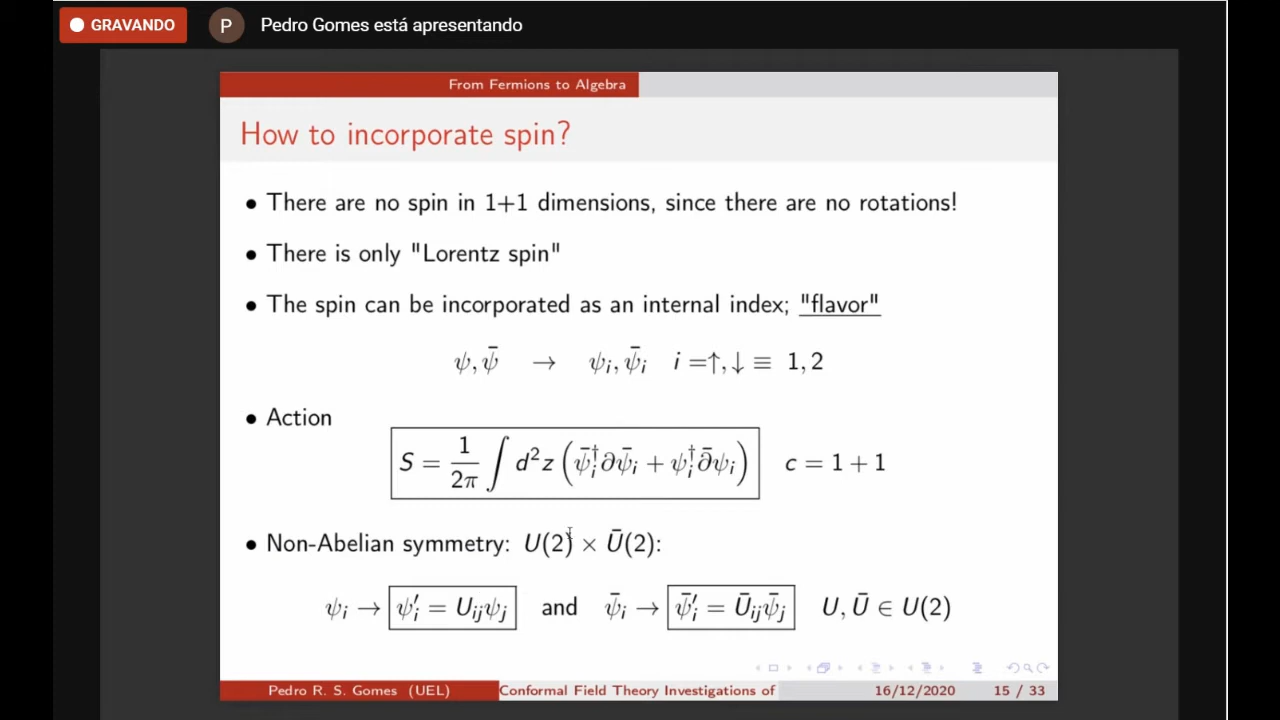 GRAVANDO
P
Pedro Gomes está apresentando
From Fermions to Algebra
How to incorporate spin?
• There are no spin in 1+1 dimensions, since there are no rotations!
• There is only "Lorentz spin"
• The spin can be incorporated as an internal index; "flavor"
ψ, ψ̄ → ψᵢ, ψ̄ᵢ i =↑, ↓ ≡ 1, 2
• Action
S = 1/2π ∫ d²z (ψ̄ᵢ†∂ψ̄ᵢ + ψᵢ†∂̄ψᵢ) c = 1 + 1
• Non-Abelian symmetry: U(2) × Ū(2):
ψᵢ → ψ′ᵢ = Uᵢⱼψⱼ and ψ̄ᵢ → ψ̄′ᵢ = Ūᵢⱼψ̄ⱼ U, Ū ∈ U(2)
Pedro R. S. Gomes (UEL) Conformal Field Theory Investigations of 16/12/2020 15 / 33